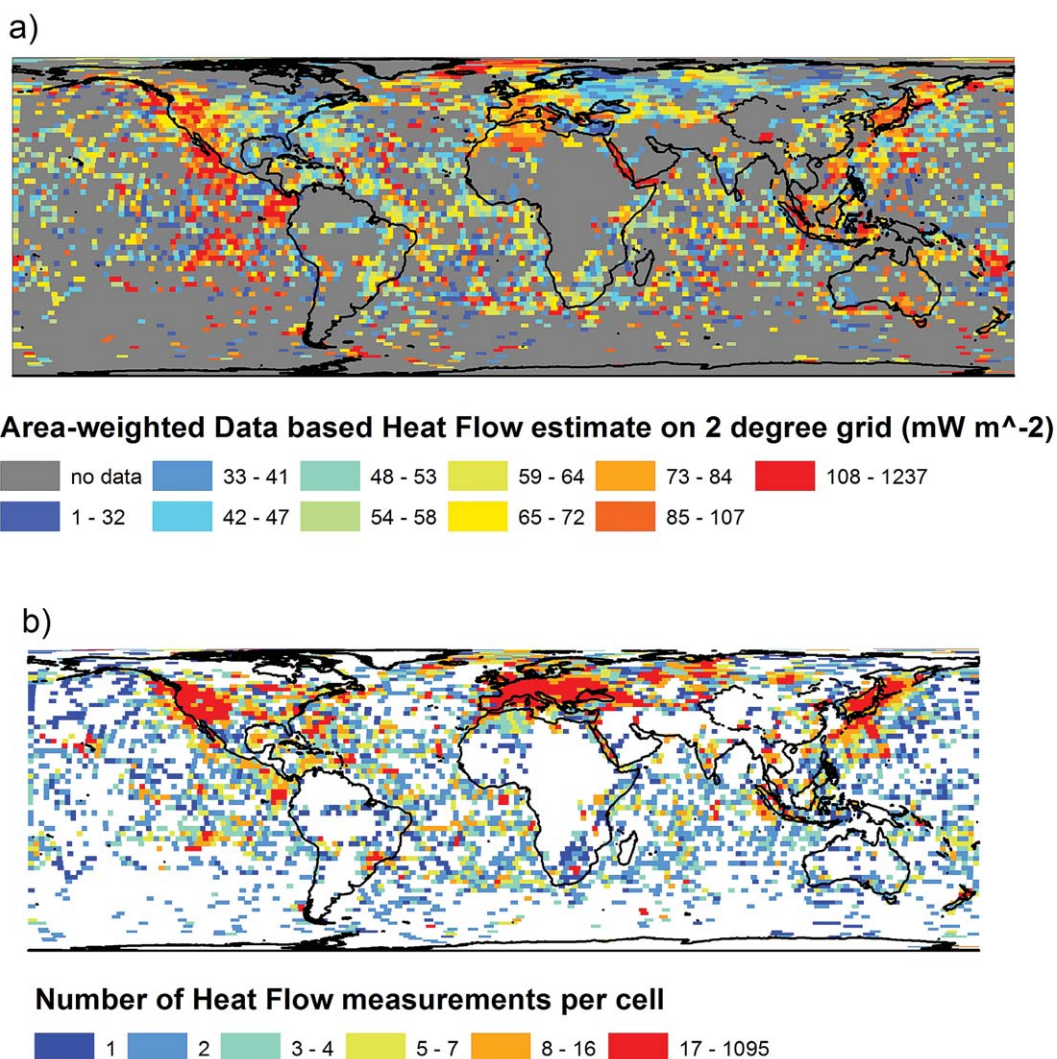 a)
Area-weighted Data based Heat Flow estimate on 2 degree grid (mW m^-2)
no data 33 - 41 48 - 53 59 - 64 73 - 84 108 - 1237
1 - 32 42 - 47 54 - 58 65 - 72 85 - 107
b)
Number of Heat Flow measurements per cell
1 2 3 - 4 5 - 7 8 - 16 17 - 1095